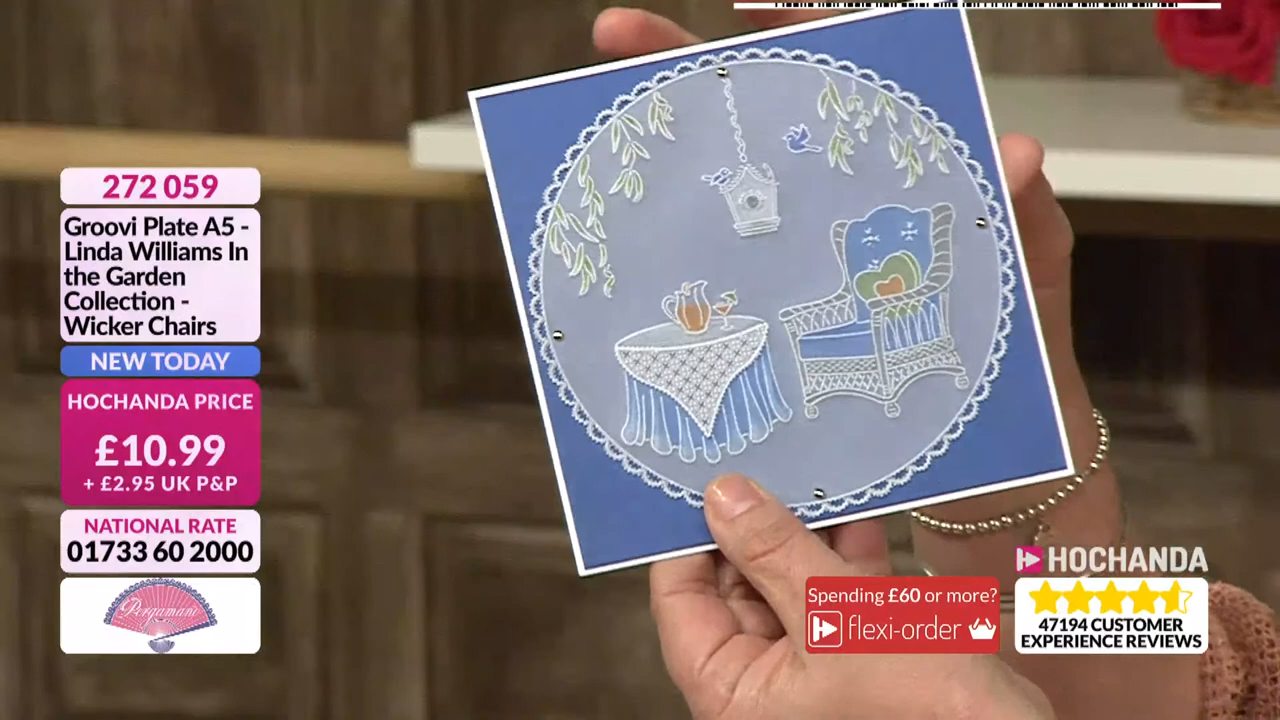 272 059
Groovi Plate A5 -
Linda Williams In
the Garden
Collection -
Wicker Chairs
NEW TODAY
HOCHANDA PRICE
£10.99
+ £2.95 UK P&P
NATIONAL RATE
01733 60 2000
Pergamano
HOCHANDA
Spending £60 or more?
flexi-order
47194 CUSTOMER
EXPERIENCE REVIEWS